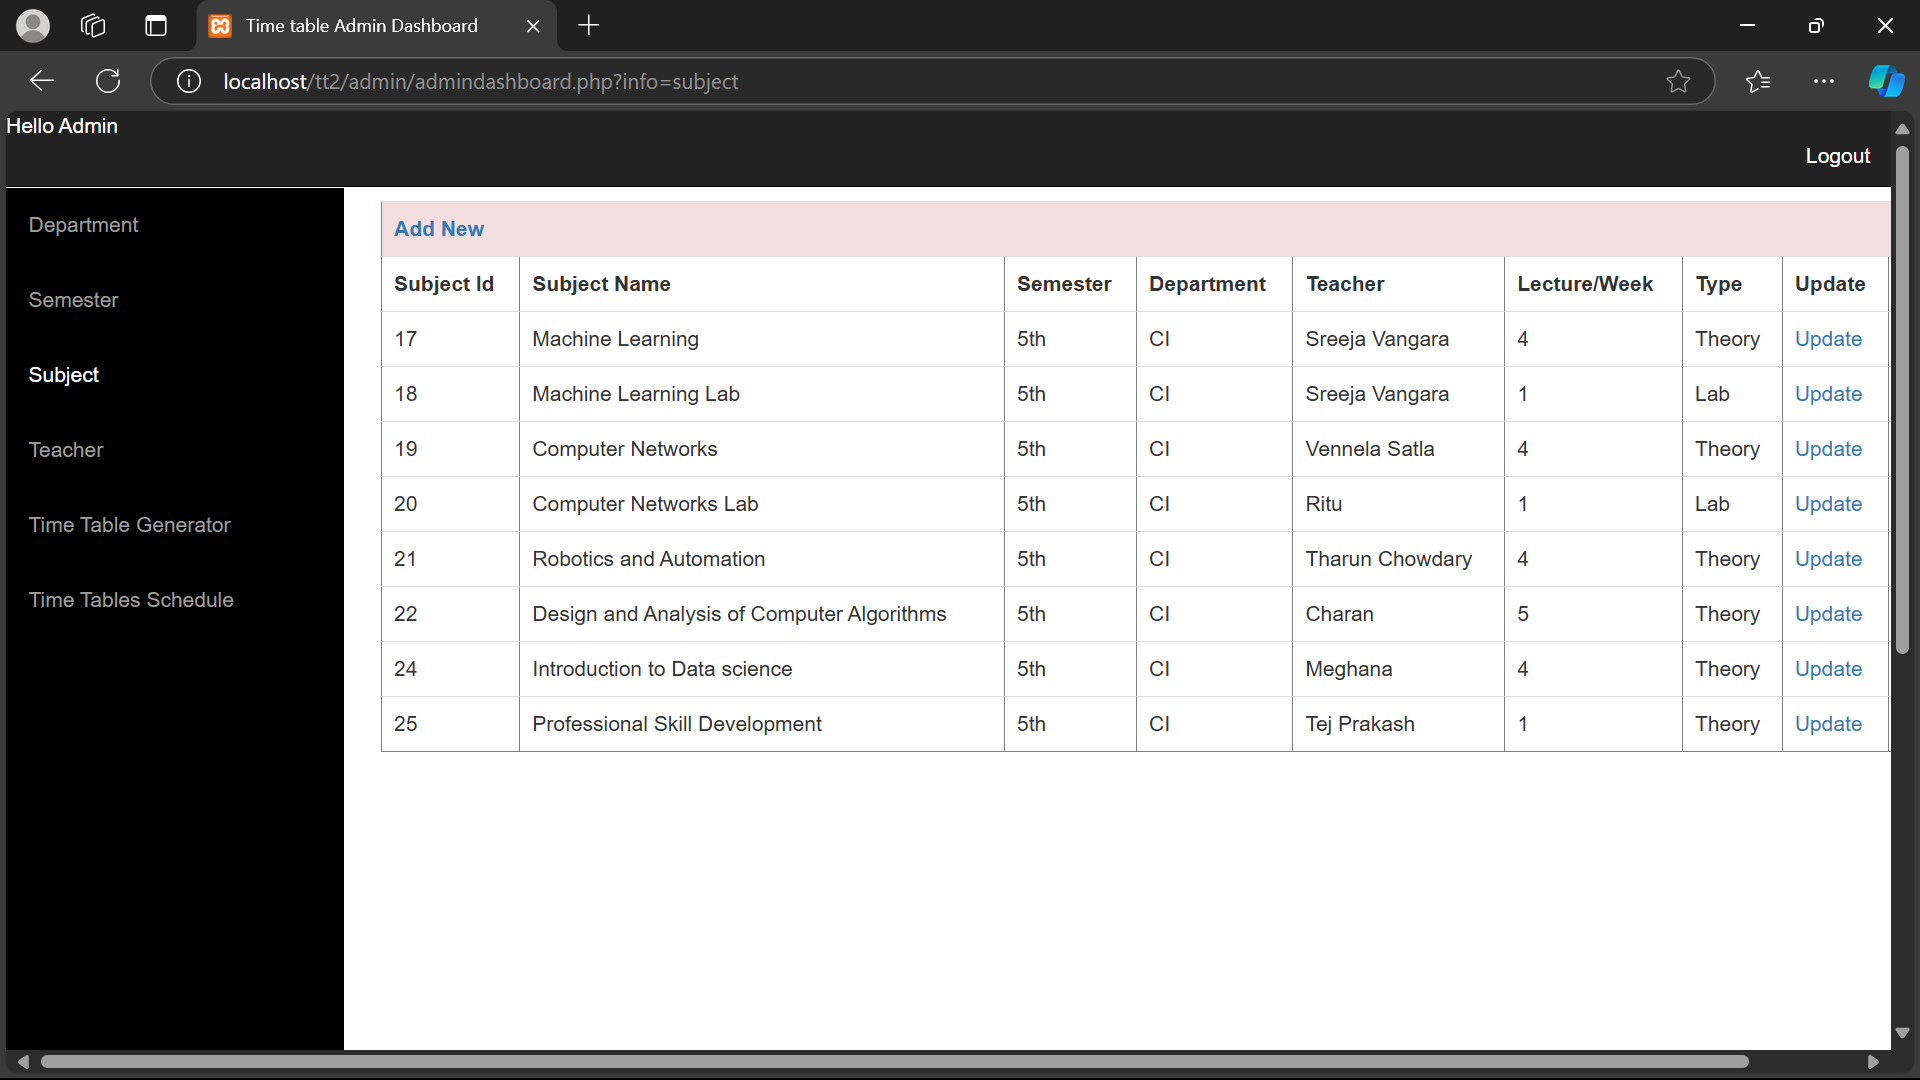 Time table Admin Dashboard
localhost/tt2/admin/admindashboard.php?info=subject
Hello Admin
Logout
Department
Semester
Subject
Teacher
Time Table Generator
Time Tables Schedule
Add New
Subject Id Subject Name Semester Department Teacher Lecture/Week Type Update
17 Machine Learning 5th CI Sreeja Vangara 4 Theory Update
18 Machine Learning Lab 5th CI Sreeja Vangara 1 Lab Update
19 Computer Networks 5th CI Vennela Satla 4 Theory Update
20 Computer Networks Lab 5th CI Ritu 1 Lab Update
21 Robotics and Automation 5th CI Tharun Chowdary 4 Theory Update
22 Design and Analysis of Computer Algorithms 5th CI Charan 5 Theory Update
24 Introduction to Data science 5th CI Meghana 4 Theory Update
25 Professional Skill Development 5th CI Tej Prakash 1 Theory Update